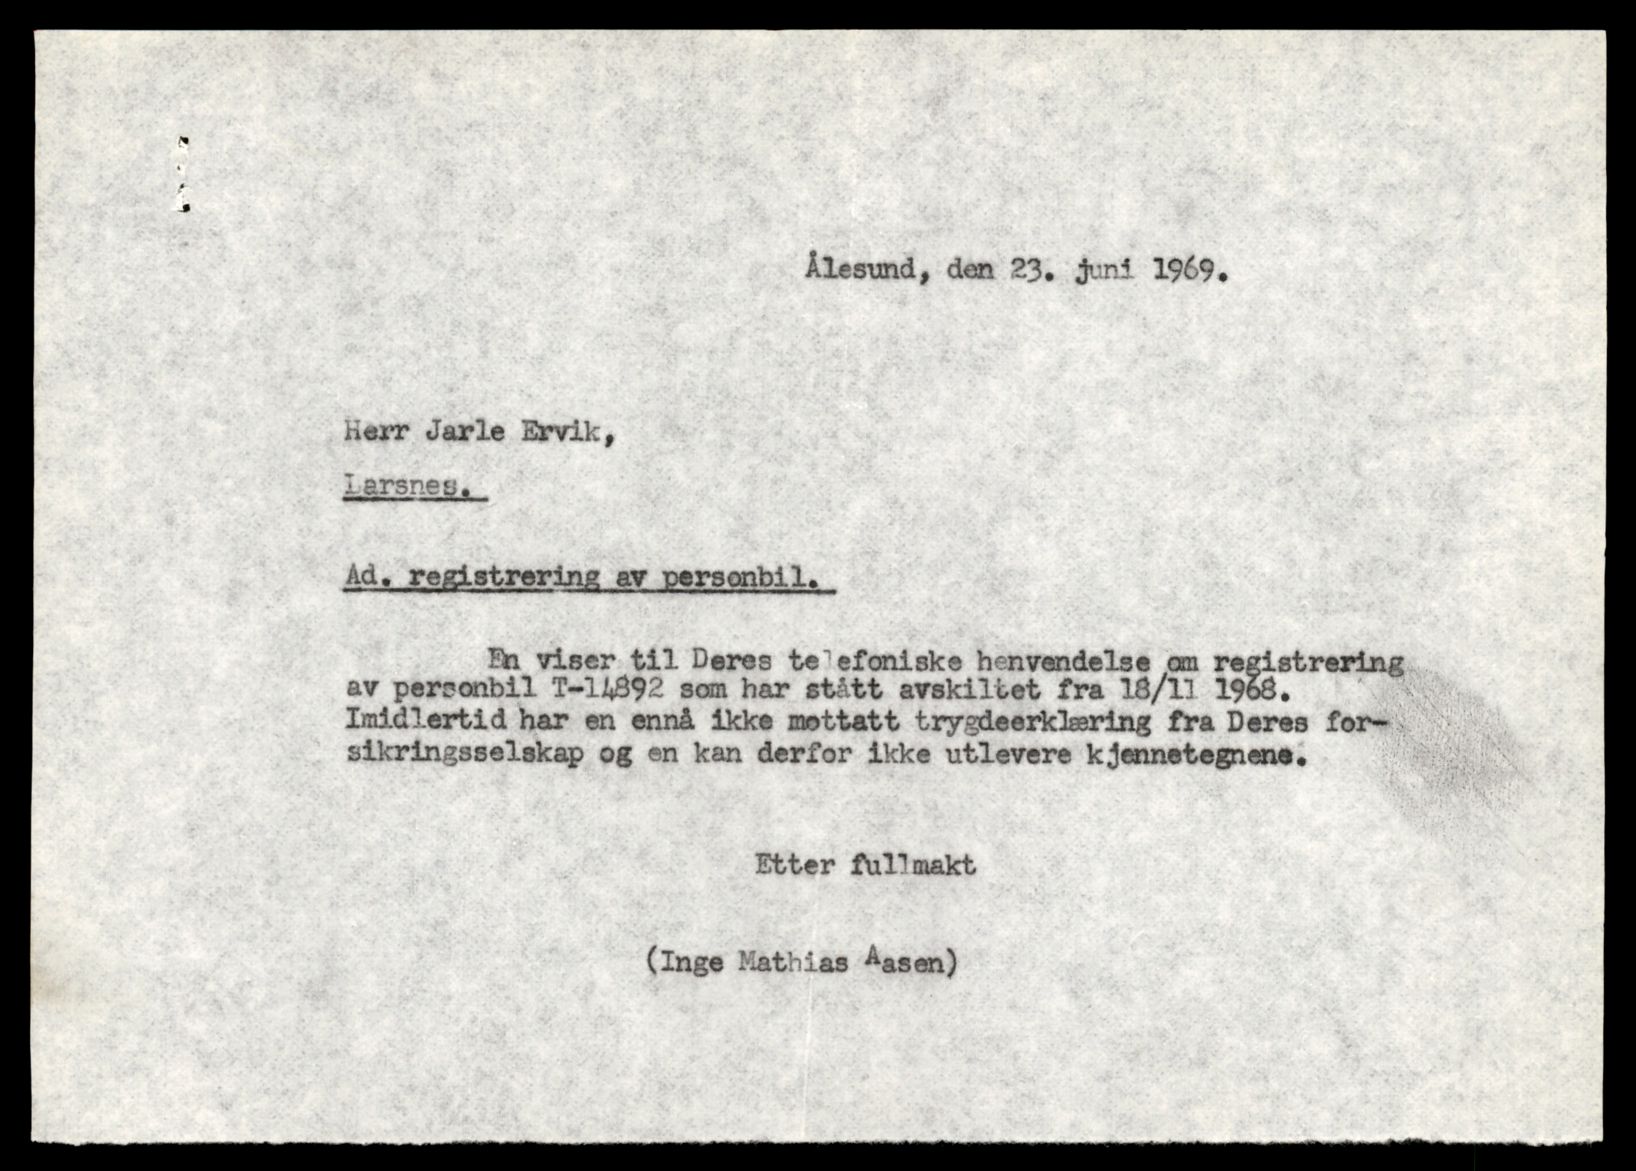 Ålesund, den 23. juni 1969.
Herr Jarle Ervik,
Larsnes.
Ad. registrering av personbil.
En viser til Deres telefoniske henvendelse om registrering
av personbil T-14892 som har stått avskiltet fra 18/11 1968.
Imidlertid har en ennå ikke mottatt trygdeerklæring fra Deres for-
sikringsselskap og en kan derfor ikke utlevere kjennetegnene.
Etter fullmakt
(Inge Mathias Aasen)